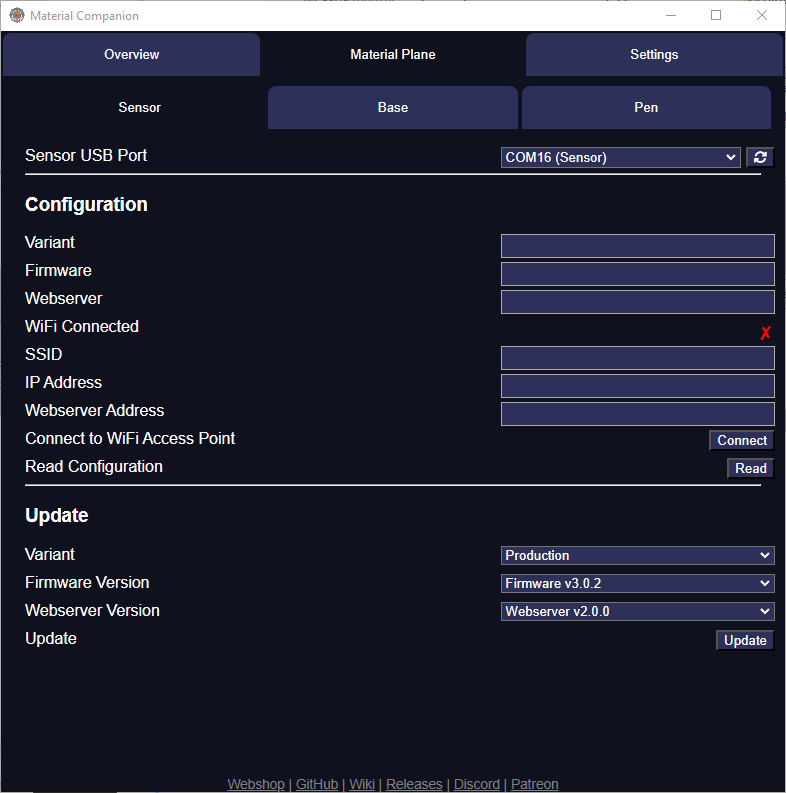 Material Companion
Overview Material Plane Settings
Sensor Base Pen
Sensor USB Port COM16 (Sensor)
Configuration
Variant
Firmware
Webserver
WiFi Connected ✗
SSID
IP Address
Webserver Address
Connect to WiFi Access Point Connect
Read Configuration Read
Update
Variant Production
Firmware Version Firmware v3.0.2
Webserver Version Webserver v2.0.0
Update Update
Webshop | GitHub | Wiki | Releases | Discord | Patreon